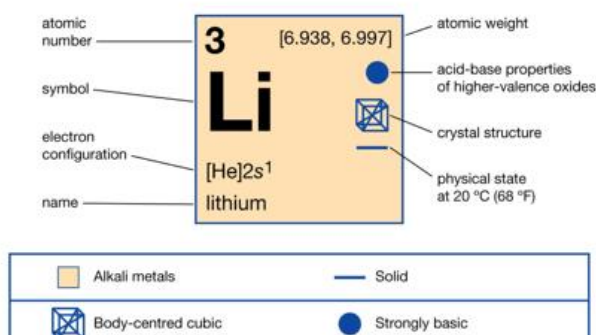 atomic
number
symbol
electron
configuration
name
3
[6.938, 6.997]
Li
[He]2s¹
lithium
atomic weight
acid-base properties
of higher-valence oxides
crystal structure
physical state
at 20 °C (68 °F)
Alkali metals
Solid
Body-centred cubic
Strongly basic